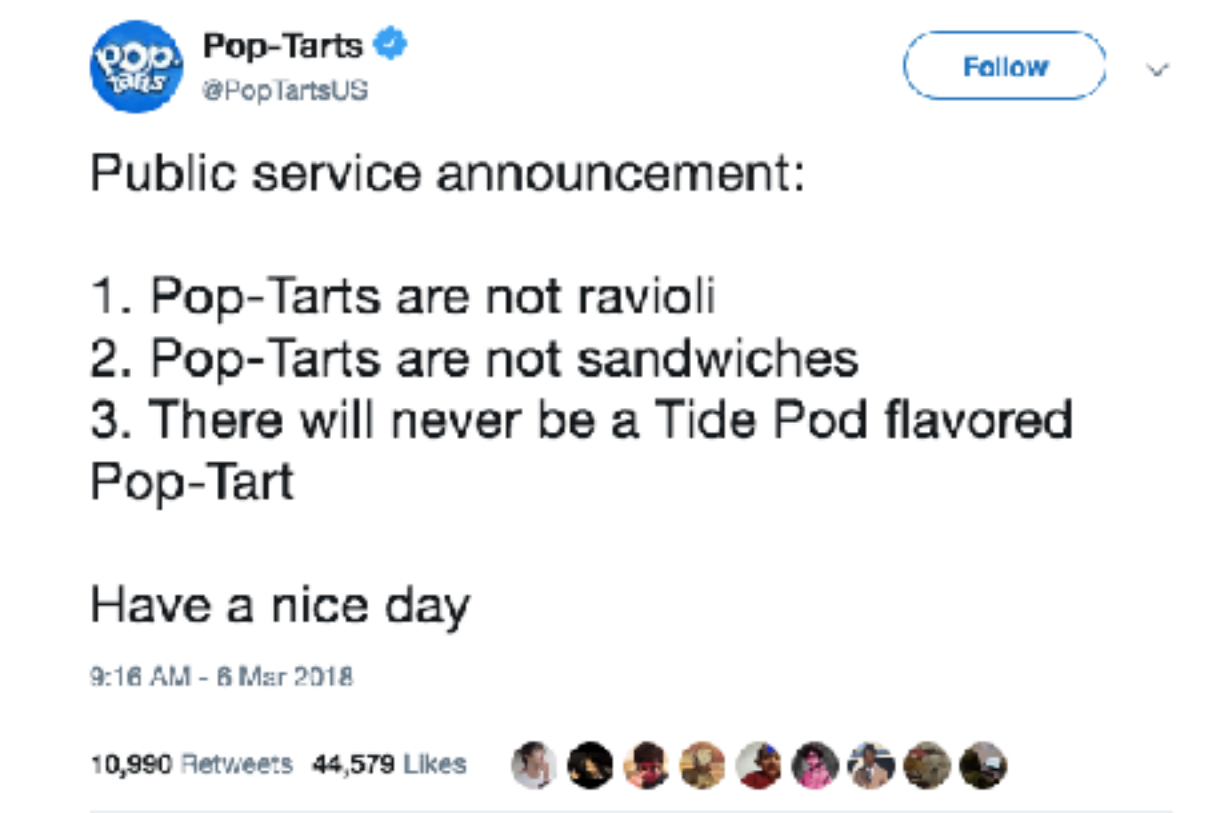 Pop-Tarts
@PopTartsUS
Follow
POP
tarts
Public service announcement:
1. Pop-Tarts are not ravioli
2. Pop-Tarts are not sandwiches
3. There will never be a Tide Pod flavored
Pop-Tart
Have a nice day
9:16 AM - 6 Mar 2018
10,990 Retweets 44,579 Likes